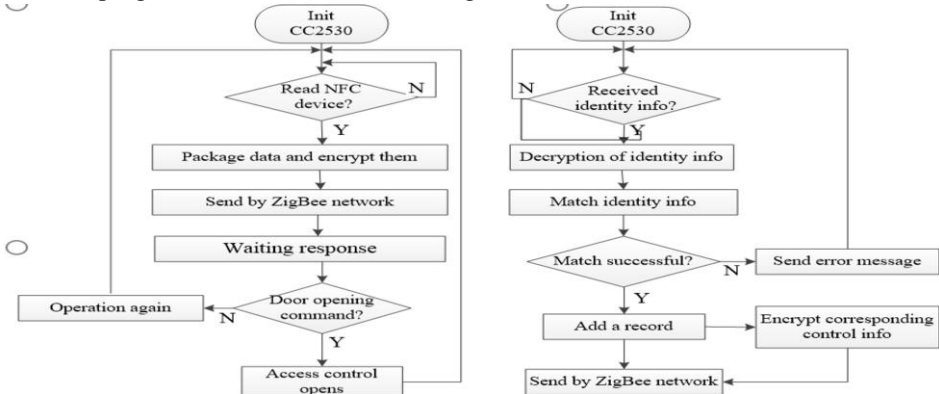 Init
CC2530
Read NFC
device?
N
Y
Package data and encrypt them
Send by ZigBee network
Waiting response
Door opening
command?
N
Operation again
Y
Access control
opens
Init
CC2530
Received
identity info?
N
Y
Decryption of identity info
Match identity info
Match successful?
N
Send error message
Y
Add a record
Encrypt corresponding
control info
Send by ZigBee network